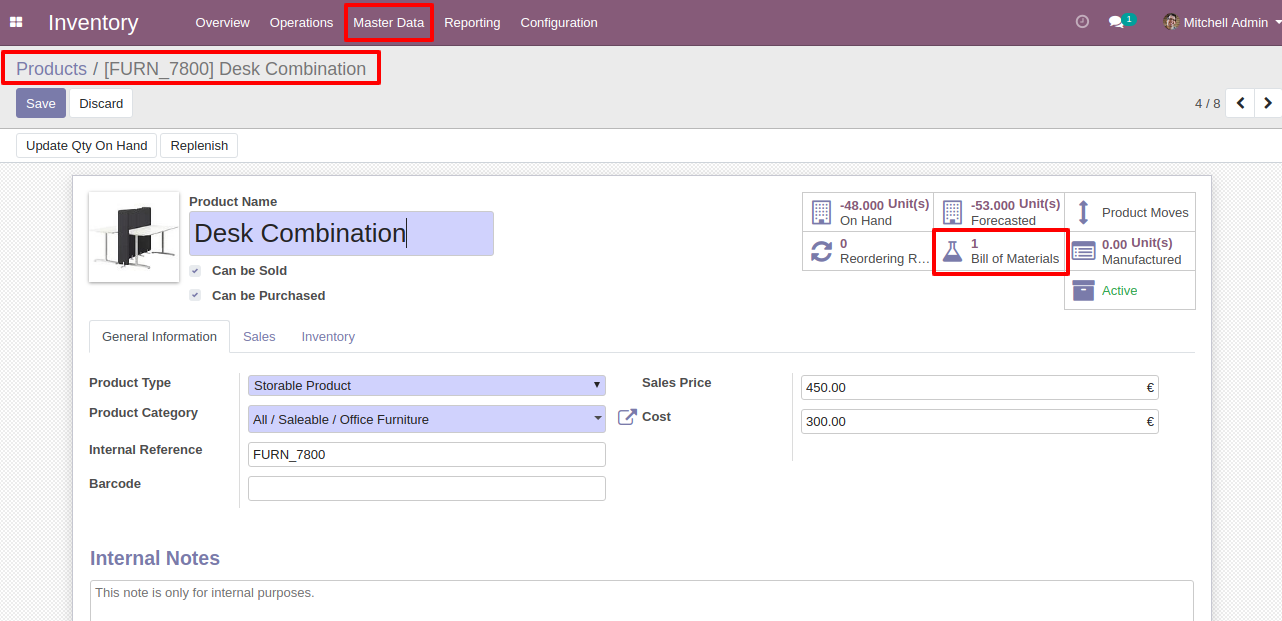 Inventory Overview Operations Master Data Reporting Configuration 1 Mitchell Admin
Products / [FURN_7800] Desk Combination
Save Discard 4 / 8
Update Qty On Hand Replenish
Product Name
Desk Combination
Can be Sold
Can be Purchased
-48.000 Unit(s)
On Hand
-53.000 Unit(s)
Forecasted
Product Moves
0
Reordering R...
1
Bill of Materials
0.00 Unit(s)
Manufactured
Active
General Information Sales Inventory
Product Type Storable Product
Product Category All / Saleable / Office Furniture
Internal Reference FURN_7800
Barcode
Sales Price 450.00 €
Cost 300.00 €
Internal Notes
This note is only for internal purposes.